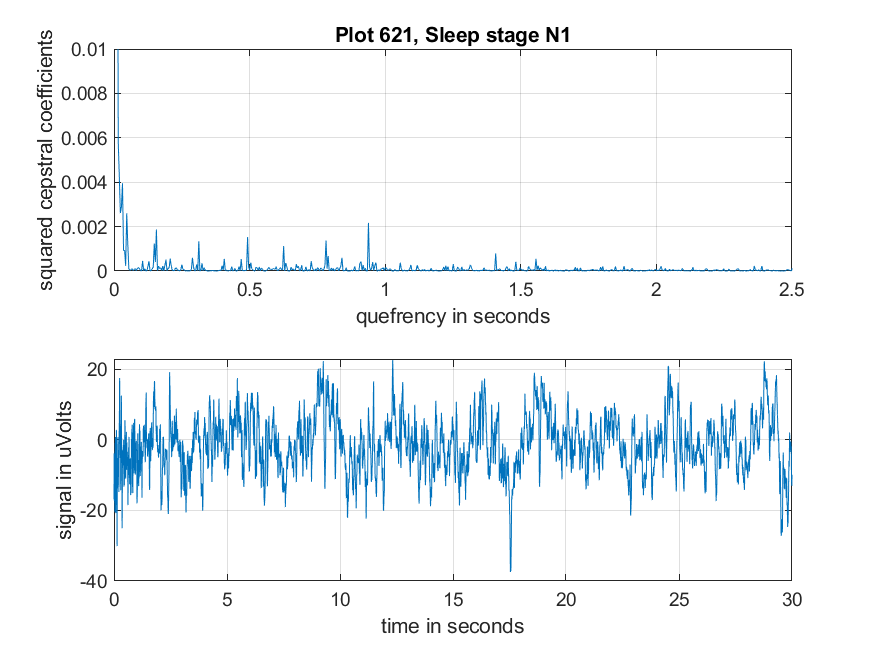 Plot 621, Sleep stage N1
squared cepstral coefficients
0.01
0.008
0.006
0.004
0.002
0
0 0.5 1 1.5 2 2.5
quefrency in seconds
signal in uVolts
20
0
-20
-40
0 5 10 15 20 25 30
time in seconds